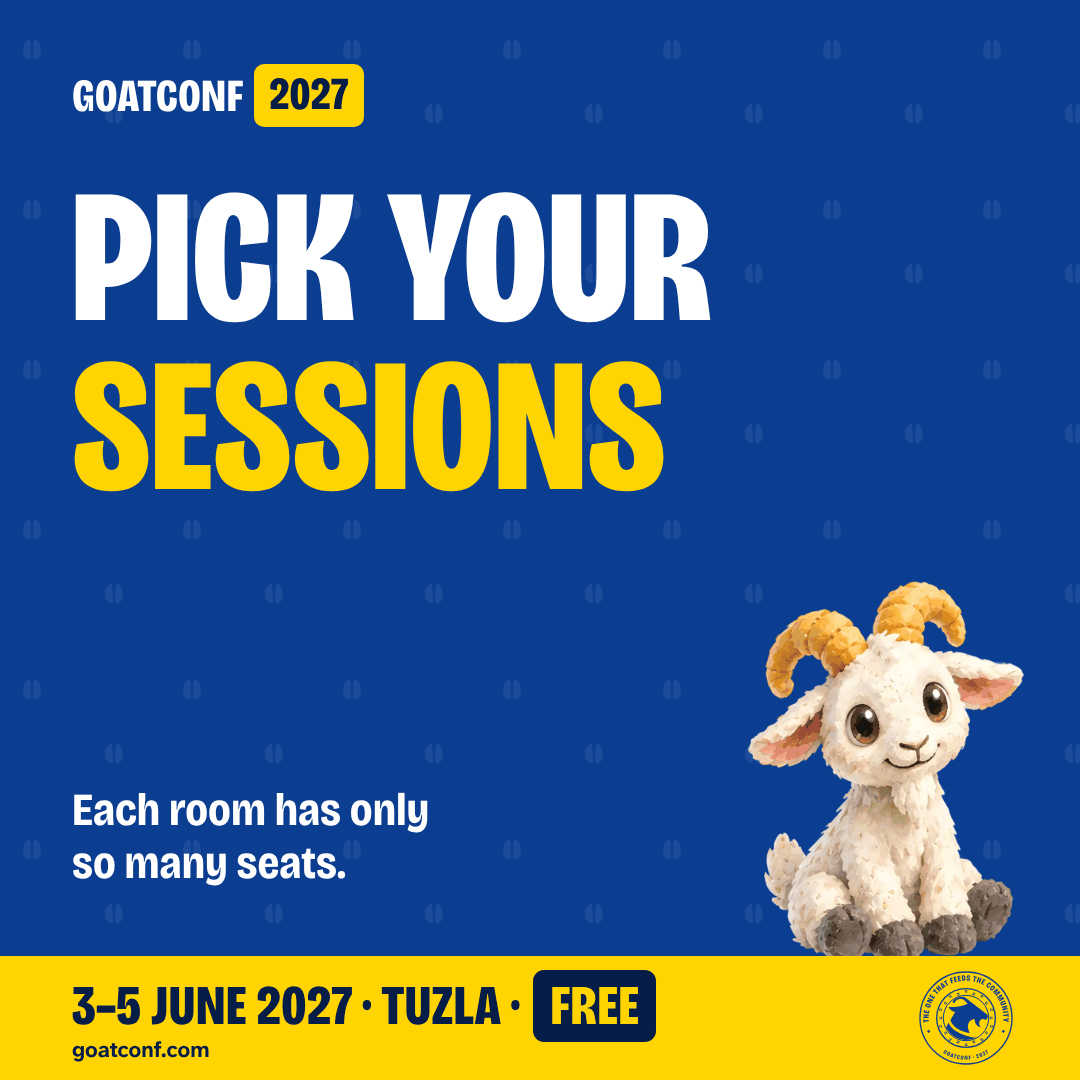 GOATCONF 2027
PICK YOUR
SESSIONS
Each room has only
so many seats.
3–5 JUNE 2027 · TUZLA · FREE
goatconf.com
THE ONE THAT FEEDS THE COMMUNITY
GOATCONF · 2027